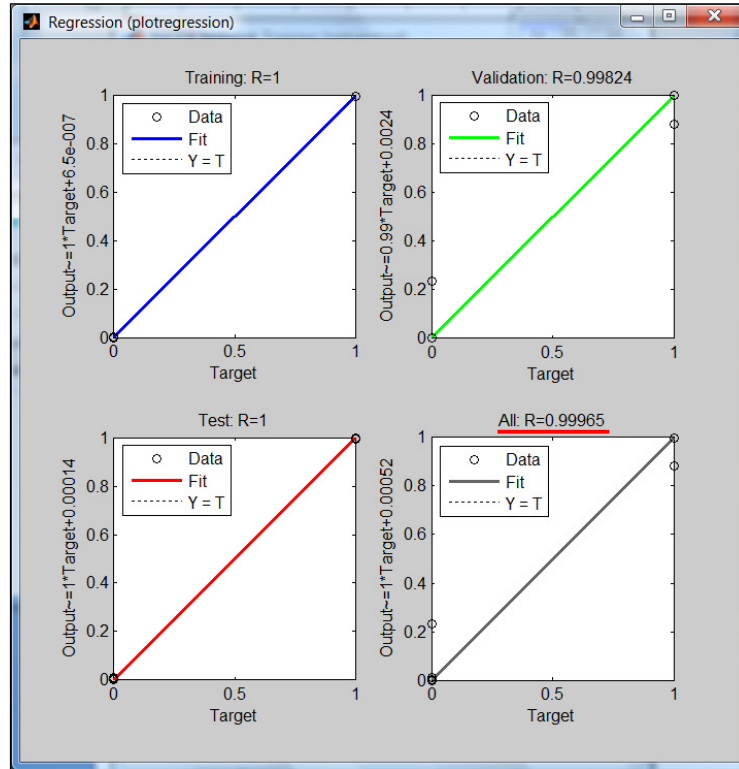 Regression (plotregression)
Training: R=1
Output~=1*Target+6.5e-007
1
0.8
0.6
0.4
0.2
0
Data
Fit
Y = T
0
0.5
1
Target
Validation: R=0.99824
Output~=0.99*Target+0.0024
1
0.8
0.6
0.4
0.2
0
Data
Fit
Y = T
0
0.5
1
Target
Test: R=1
Output~=1*Target+0.00014
1
0.8
0.6
0.4
0.2
0
Data
Fit
Y = T
0
0.5
1
Target
All: R=0.99965
Output~=1*Target+0.00052
1
0.8
0.6
0.4
0.2
0
Data
Fit
Y = T
0
0.5
1
Target